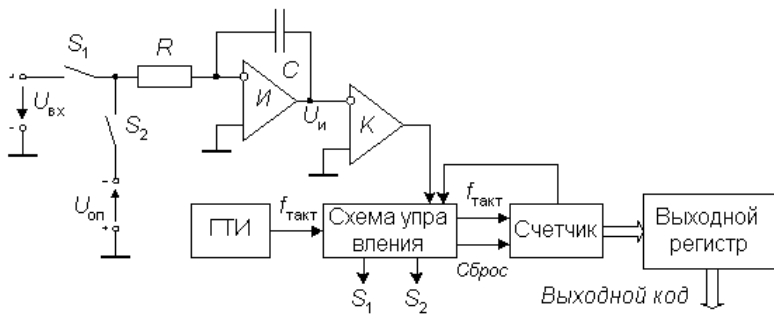 S1
R
C
+
-
Uвх
S2
И
Uи
К
-
Uоп
+
ГТИ
fтакт
Схема упра
вления
fтакт
Сброс
Счетчик
Выходной
регистр
S1
S2
Выходной код